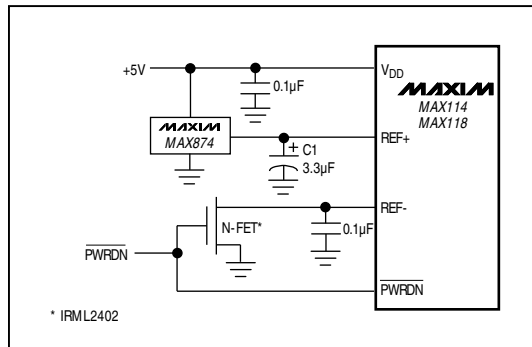 +5V
0.1µF
VDD
MAXIM
MAX114
MAX118
MAXIM
MAX874
REF+
+
C1
3.3µF
REF-
N-FET*
0.1µF
PWRDN
PWRDN
* IRML2402